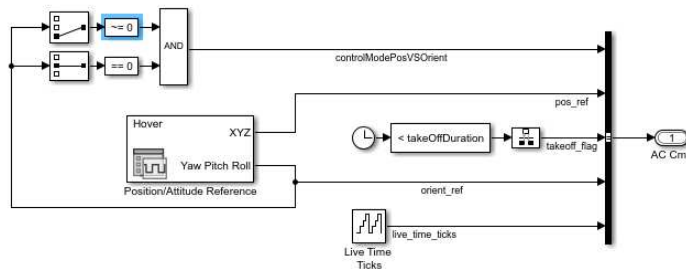 ~= 0
AND
== 0
controlModePosVSOrient
Hover
XYZ
pos_ref
< takeOffDuration
takeoff_flag
1
AC Cm
Yaw Pitch Roll
Position/Attitude Reference
orient_ref
live_time_ticks
Live Time
Ticks